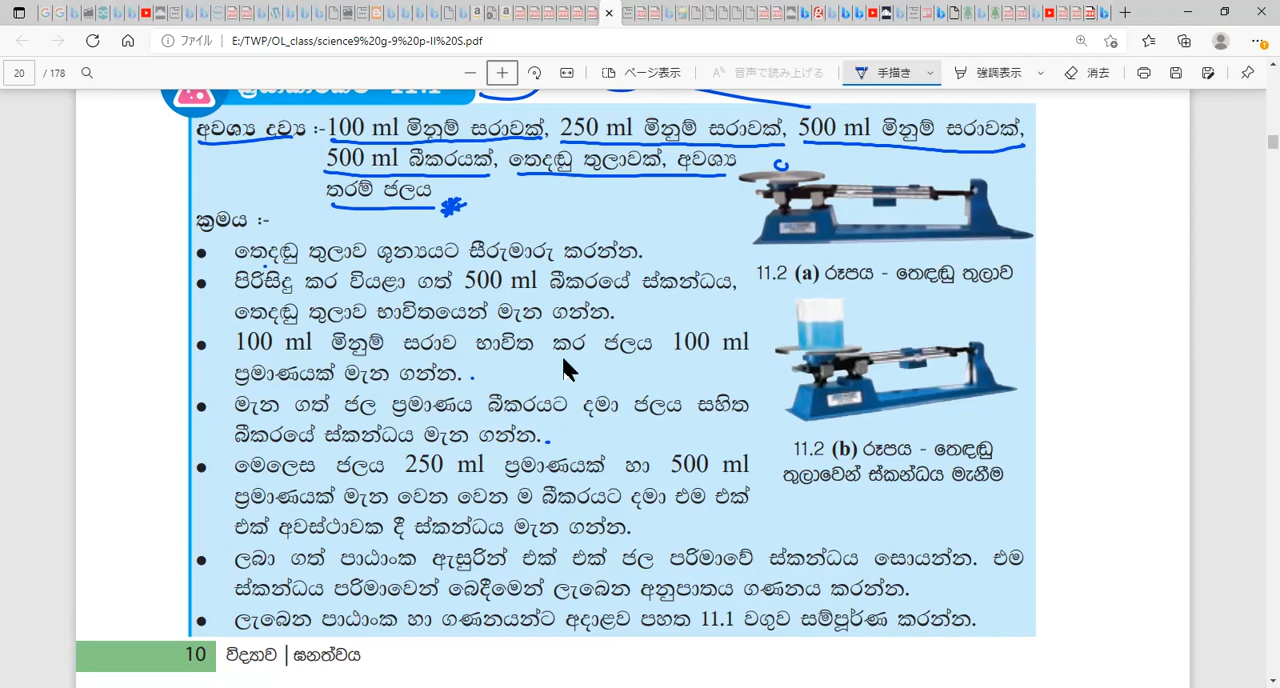 ファイル E:/TWP/OL_class/science9%20g-9%20p-II%20S.pdf
20 / 178 ページ表示 音声で読み上げる 手描き 強調表示 消去
අවශ්‍ය ද්‍රව්‍ය :- 100 ml මිනුම් සරාවක්, 250 ml මිනුම් සරාවක්, 500 ml මිනුම් සරාවක්,
500 ml බීකරයක්, තෙදඬු තුලාවක්, අවශ්‍ය
තරම් ජලය
ක්‍රමය :-
● තෙදඬු තුලාව ශූන්‍යයට සීරුමාරු කරන්න.
● පිරිසිදු කර වියළා ගත් 500 ml බීකරයේ ස්කන්ධය,
තෙදඬු තුලාව භාවිතයෙන් මැන ගන්න.
● 100 ml මිනුම් සරාව භාවිත කර ජලය 100 ml
ප්‍රමාණයක් මැන ගන්න.
● මැන ගත් ජල ප්‍රමාණය බීකරයට දමා ජලය සහිත
බීකරයේ ස්කන්ධය මැන ගන්න.
● මෙලෙස ජලය 250 ml ප්‍රමාණයක් හා 500 ml
ප්‍රමාණයක් මැන වෙන වෙන ම බීකරයට දමා එම එක්
එක් අවස්ථාවක දී ස්කන්ධය මැන ගන්න.
● ලබා ගත් පාඨාංක ඇසුරින් එක් එක් ජල පරිමාවේ ස්කන්ධය සොයන්න. එම
ස්කන්ධය පරිමාවෙන් බෙදීමෙන් ලැබෙන අනුපාතය ගණනය කරන්න.
● ලැබෙන පාඨාංක හා ගණනයන්ට අදාළව පහත 11.1 වගුව සම්පූර්ණ කරන්න.
11.2 (a) රූපය - තෙදඬු තුලාව
11.2 (b) රූපය - තෙදඬු
තුලාවෙන් ස්කන්ධය මැනීම
10 විද්‍යාව | ඝනත්වය